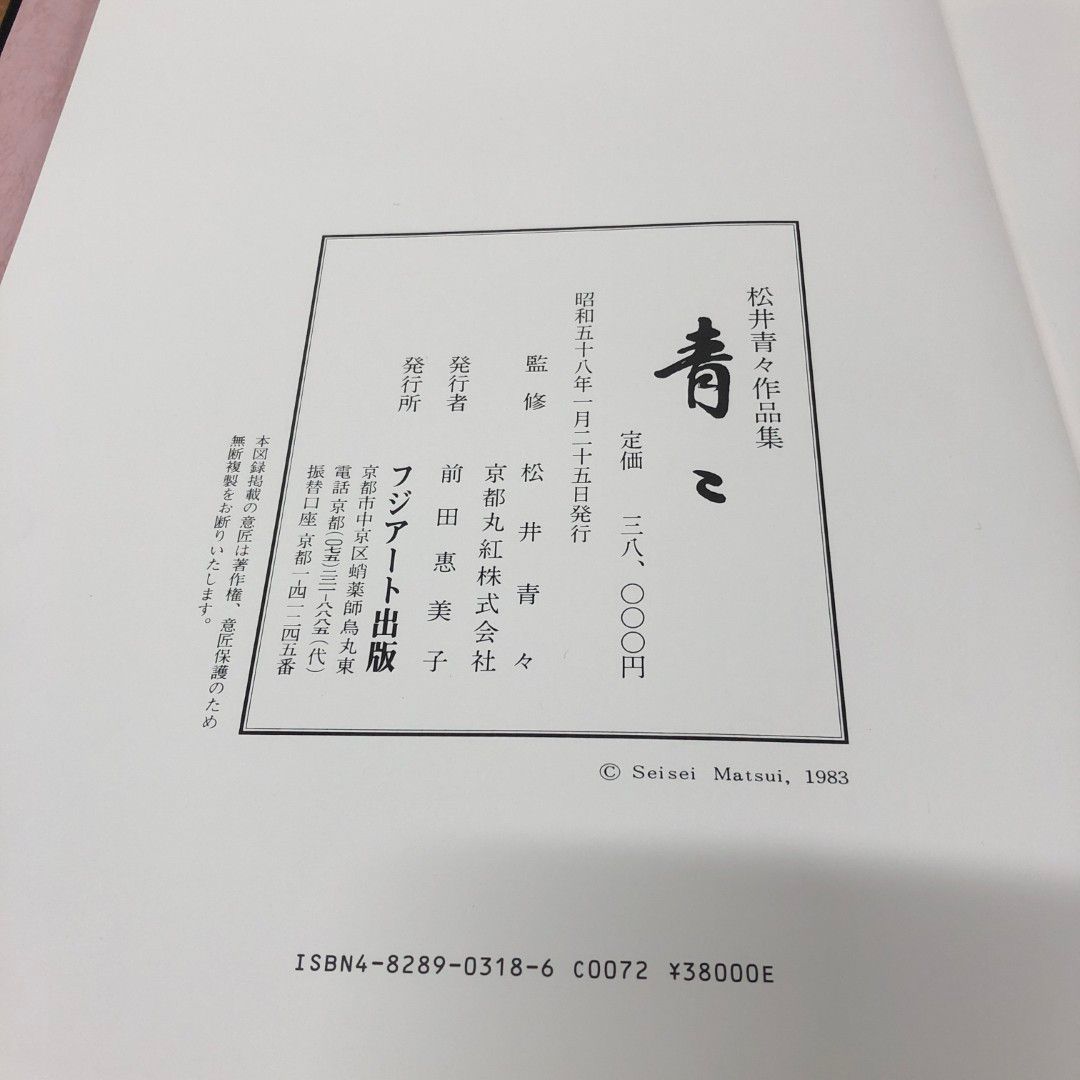 松井青々作品集
青〻
定価 三八、〇〇〇円
昭和五十八年一月二十五日発行
監修 松井青々
京都丸紅株式会社
発行者 前田惠美子
発行所 フジアート出版
京都市中京区蛸薬師烏丸東
電話 京都(〇七五)二二一-八八八五(代)
振替口座 京都一-四一二四五番
本図録掲載の意匠は著作権、意匠保護のため
無断複製をお断りいたします。
© Seisei Matsui, 1983
ISBN4-8289-0318-6 C0072 ¥38000E